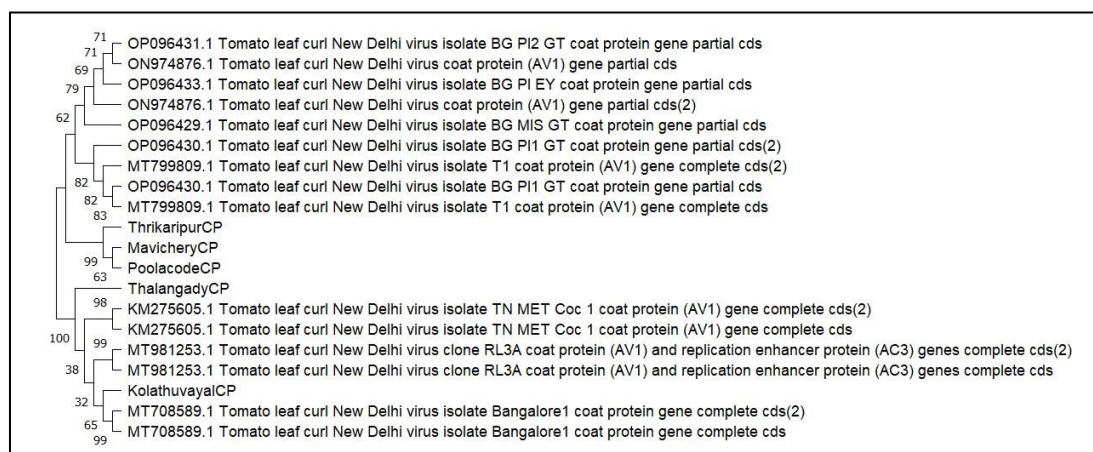 71
OP096431.1 Tomato leaf curl New Delhi virus isolate BG PI2 GT coat protein gene partial cds
71
ON974876.1 Tomato leaf curl New Delhi virus coat protein (AV1) gene partial cds
69
OP096433.1 Tomato leaf curl New Delhi virus isolate BG PI EY coat protein gene partial cds
79
ON974876.1 Tomato leaf curl New Delhi virus coat protein (AV1) gene partial cds(2)
62
OP096429.1 Tomato leaf curl New Delhi virus isolate BG MIS GT coat protein gene partial cds
OP096430.1 Tomato leaf curl New Delhi virus isolate BG PI1 GT coat protein gene partial cds(2)
MT799809.1 Tomato leaf curl New Delhi virus isolate T1 coat protein (AV1) gene complete cds(2)
82
OP096430.1 Tomato leaf curl New Delhi virus isolate BG PI1 GT coat protein gene partial cds
82
MT799809.1 Tomato leaf curl New Delhi virus isolate T1 coat protein (AV1) gene complete cds
83
ThrikaripurCP
MavicheryCP
99
PoolacodeCP
63
ThalangadyCP
98
KM275605.1 Tomato leaf curl New Delhi virus isolate TN MET Coc 1 coat protein (AV1) gene complete cds(2)
KM275605.1 Tomato leaf curl New Delhi virus isolate TN MET Coc 1 coat protein (AV1) gene complete cds
100
99
MT981253.1 Tomato leaf curl New Delhi virus clone RL3A coat protein (AV1) and replication enhancer protein (AC3) genes complete cds(2)
38
MT981253.1 Tomato leaf curl New Delhi virus clone RL3A coat protein (AV1) and replication enhancer protein (AC3) genes complete cds
KolathuvayalCP
32
MT708589.1 Tomato leaf curl New Delhi virus isolate Bangalore1 coat protein gene complete cds(2)
65
MT708589.1 Tomato leaf curl New Delhi virus isolate Bangalore1 coat protein gene complete cds
99